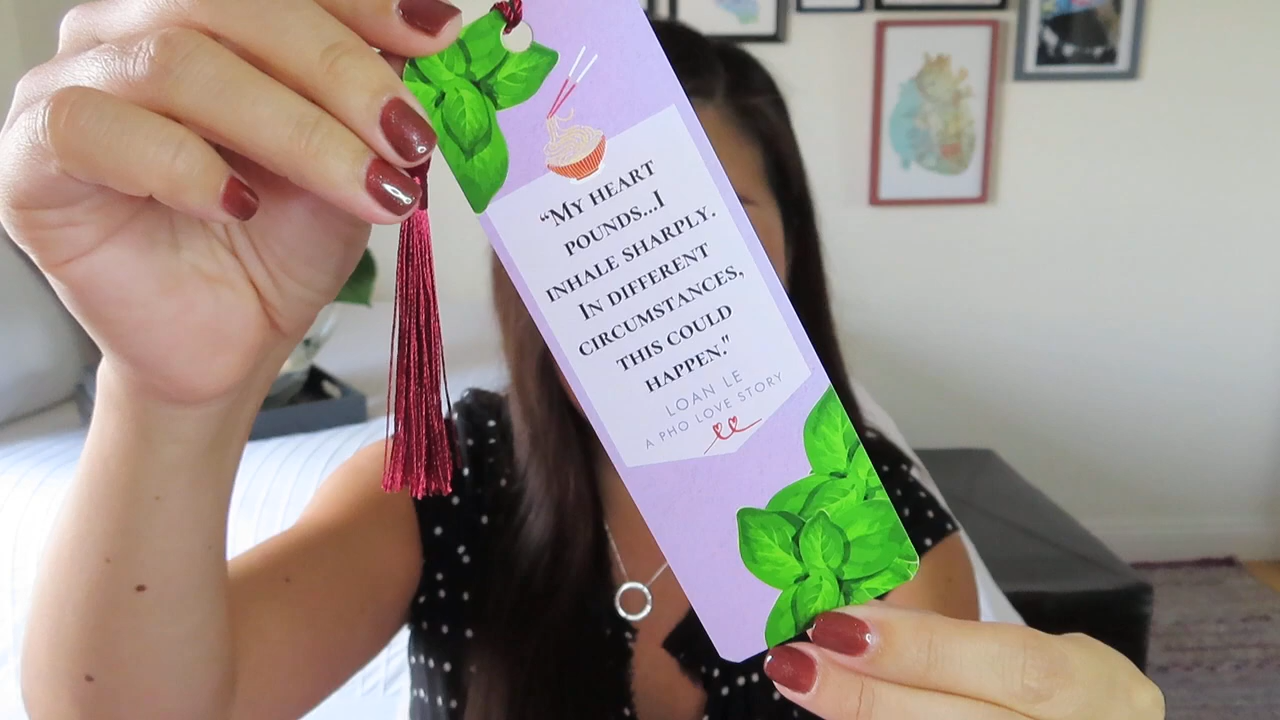 “My heart
pounds...I
inhale sharply.
In different
circumstances,
this could
happen."
LOAN LE
A PHO LOVE STORY